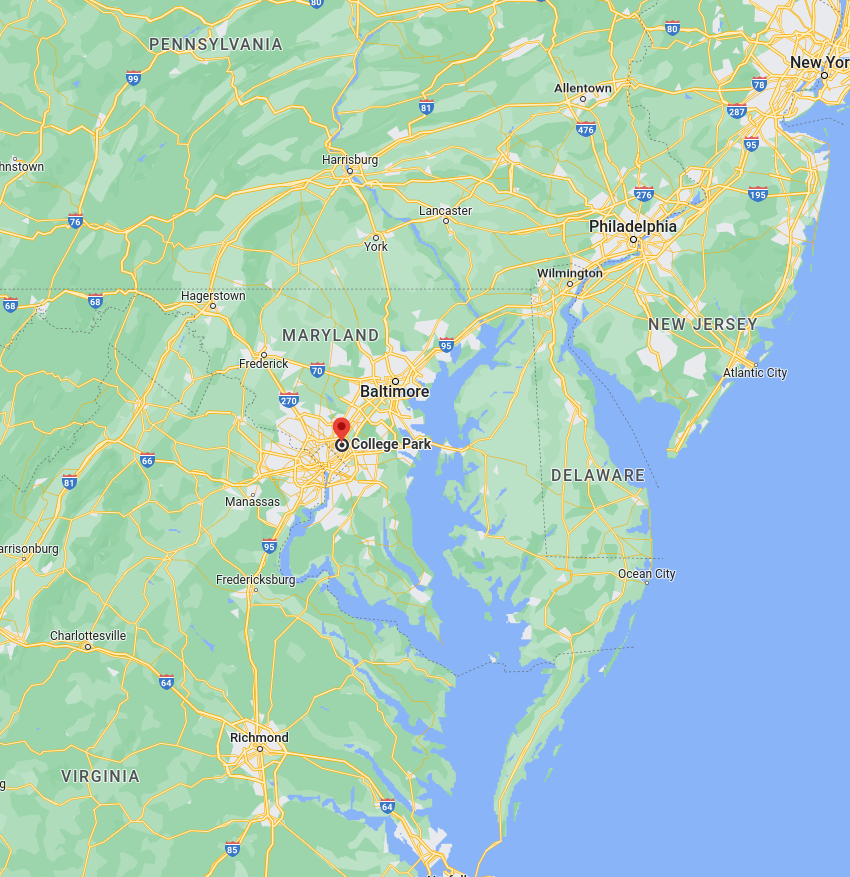 80
PENNSYLVANIA
80
New Yor
99
78
Allentown
81
287
476
95
Harrisburg
hnstown
276
195
Lancaster
76
Philadelphia
York
Wilmington
Hagerstown
68
68
NEW JERSEY
MARYLAND
95
Frederick
70
Atlantic City
Baltimore
270
College Park
66
DELAWARE
81
Manassas
95
arrisonburg
Ocean City
Fredericksburg
Charlottesville
64
Richmond
VIRGINIA
g
64
85